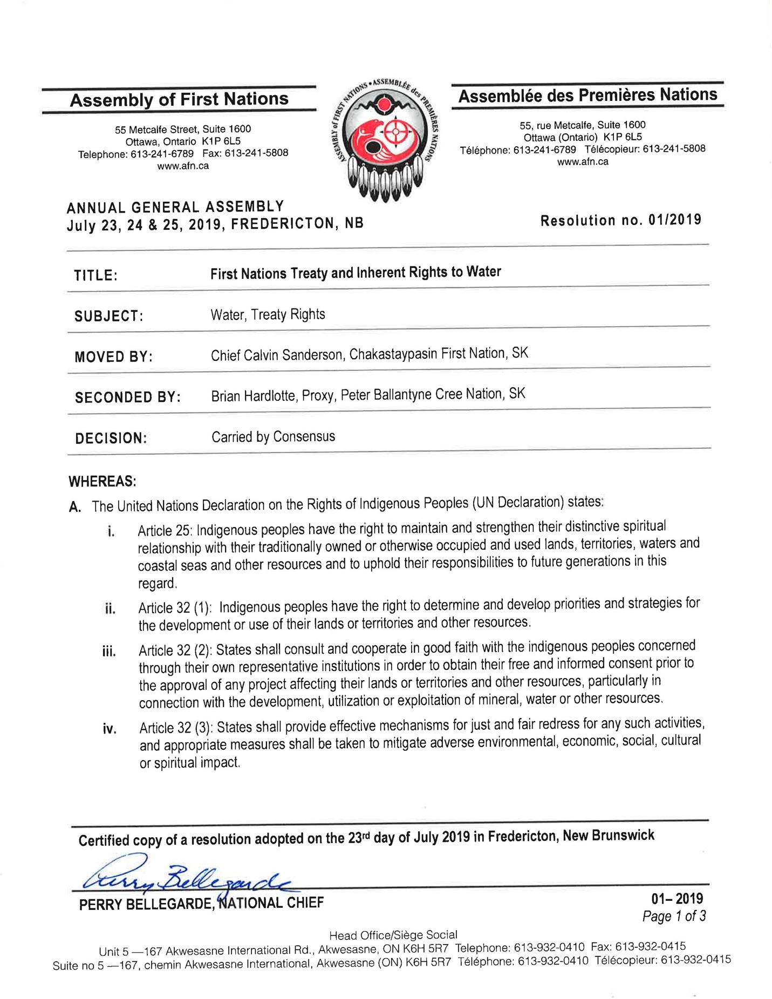 Assembly of First Nations
55 Metcalfe Street, Suite 1600
Ottawa, Ontario K1P 6L5
Telephone: 613-241-6789 Fax: 613-241-5808
www.afn.ca
ASSEMBLY of FIRST NATIONS • ASSEMBLÉE des PREMIÈRES NATIONS
Assemblée des Premières Nations
55, rue Metcalfe, Suite 1600
Ottawa (Ontario) K1P 6L5
Téléphone: 613-241-6789 Télécopieur: 613-241-5808
www.afn.ca
ANNUAL GENERAL ASSEMBLY
July 23, 24 & 25, 2019, FREDERICTON, NB
Resolution no. 01/2019
TITLE: First Nations Treaty and Inherent Rights to Water
SUBJECT: Water, Treaty Rights
MOVED BY: Chief Calvin Sanderson, Chakastaypasin First Nation, SK
SECONDED BY: Brian Hardlotte, Proxy, Peter Ballantyne Cree Nation, SK
DECISION: Carried by Consensus
WHEREAS:
A. The United Nations Declaration on the Rights of Indigenous Peoples (UN Declaration) states:
i. Article 25: Indigenous peoples have the right to maintain and strengthen their distinctive spiritual
relationship with their traditionally owned or otherwise occupied and used lands, territories, waters and
coastal seas and other resources and to uphold their responsibilities to future generations in this
regard.
ii. Article 32 (1): Indigenous peoples have the right to determine and develop priorities and strategies for
the development or use of their lands or territories and other resources.
iii. Article 32 (2): States shall consult and cooperate in good faith with the indigenous peoples concerned
through their own representative institutions in order to obtain their free and informed consent prior to
the approval of any project affecting their lands or territories and other resources, particularly in
connection with the development, utilization or exploitation of mineral, water or other resources.
iv. Article 32 (3): States shall provide effective mechanisms for just and fair redress for any such activities,
and appropriate measures shall be taken to mitigate adverse environmental, economic, social, cultural
or spiritual impact.
Certified copy of a resolution adopted on the 23rd day of July 2019 in Fredericton, New Brunswick
Perry Bellegarde
PERRY BELLEGARDE, NATIONAL CHIEF
01– 2019
Page 1 of 3
Head Office/Siège Social
Unit 5 —167 Akwesasne International Rd., Akwesasne, ON K6H 5R7 Telephone: 613-932-0410 Fax: 613-932-0415
Suite no 5 —167, chemin Akwesasne International, Akwesasne (ON) K6H 5R7 Téléphone: 613-932-0410 Télécopieur: 613-932-0415